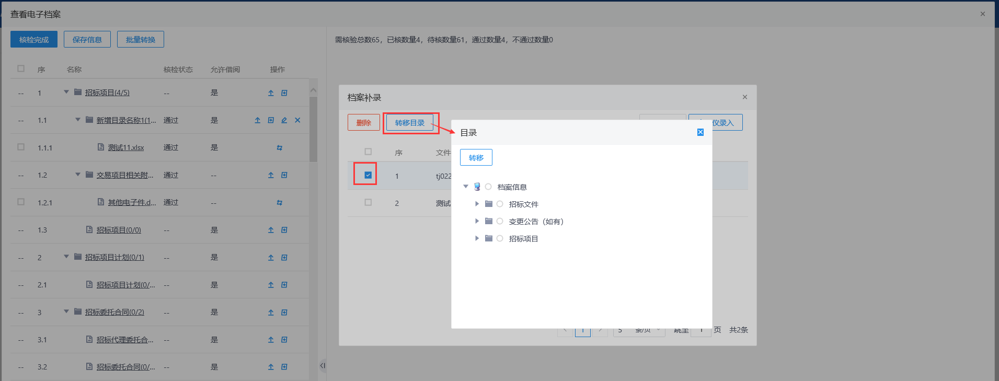 查看电子档案
核检完成 保存信息 批量转换
需核验总数65，已核数量4，待核数量61，通过数量4，不通过数量0
序 名称 核检状态 允许借阅 操作
-- 1 招标项目(4/5) -- 是
-- 1.1 新增目录名称1(1... 通过 是
1.1.1 测试11.xlsx 通过 是
-- 1.2 交易项目相关附... 通过 --
1.2.1 其他电子件.d... 通过 --
-- 1.3 招标项目(0/0) -- 是
-- 2 招标项目计划(0/1) -- 是
-- 2.1 招标项目计划(0/... -- 是
-- 3 招标委托合同(0/2) -- 是
-- 3.1 招标代理委托合... -- 是
-- 3.2 招标委托合同(0/... -- 是
档案补录
删除 转移目录 仪录入
序 文件
1 tj022
2 测试
目录
转移
档案信息
招标文件
变更公告（如有）
招标项目
1 5 条/页 跳至 1 页 共2条